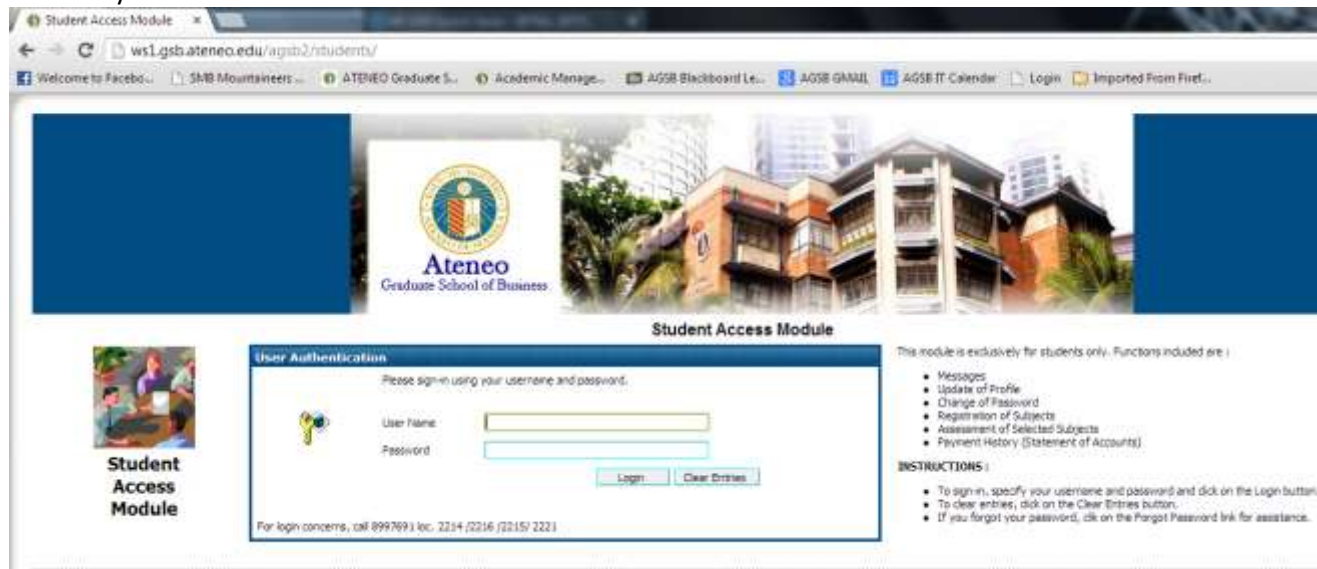 Student Access Module
ws1.gsb.ateneo.edu/agsb2/students/
Welcome to Facebo...
SMB Mountaineers ...
ATENEO Graduate S...
Academic Manage...
AGSB Blackboard Le...
AGSB GMAIL
AGSB IT Calendar
Login
Imported From Firef...
Ateneo
Graduate School of Business
Student Access Module
Student
Access
Module
User Authentication
Please sign-in using your username and password.
User Name
Password
Login
Clear Entries
For login concerns, call 8997691 loc. 2214 /2216 /2215/ 2221
This module is exclusively for students only. Functions included are :
Messages
Update of Profile
Change of Password
Registration of Subjects
Assessment of Selected Subjects
Payment History (Statement of Accounts)
INSTRUCTIONS :
To sign-in, specify your username and password and click on the Login button.
To clear entries, click on the Clear Entries button.
If you forgot your password, clik on the Forgot Password link for assistance.